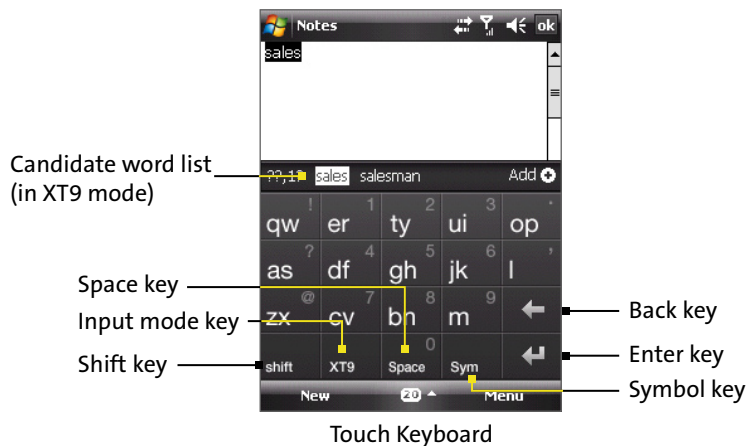 Notes ok
sales
Candidate word list
(in XT9 mode)
sales salesman Add
! 1 2 3 .
qw er ty ui op
? 4 5 6 ,
as df gh jk l
@ 7 8 9
zx cv bn m
0
shift XT9 Space Sym
New 20 Menu
Space key
Input mode key
Shift key
Back key
Enter key
Symbol key
Touch Keyboard